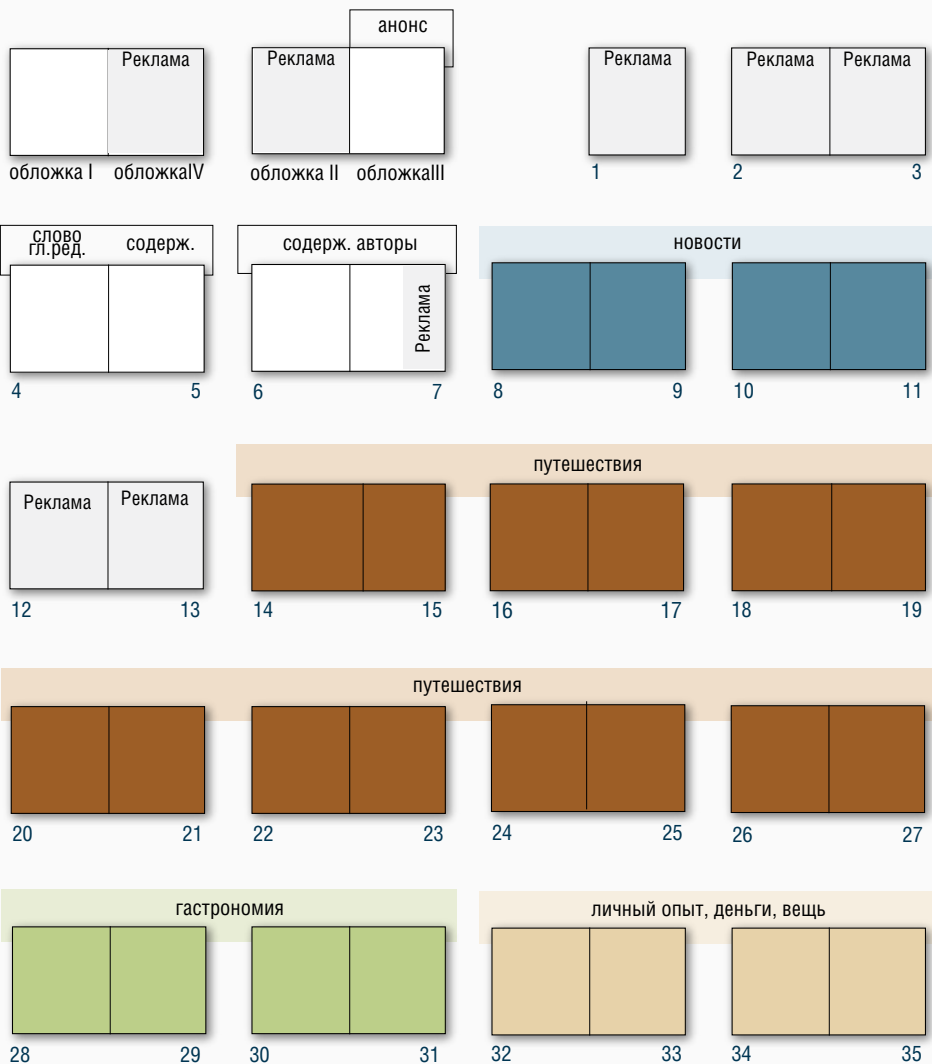 анонс
Реклама
Реклама
Реклама
Реклама
Реклама
обложка I
обложкаIV
обложка II
обложкаIII
1
2
3
слово
гл.ред.
содерж.
содерж. авторы
новости
Реклама
4
5
6
7
8
9
10
11
путешествия
Реклама
Реклама
12
13
14
15
16
17
18
19
путешествия
20
21
22
23
24
25
26
27
гастрономия
личный опыт, деньги, вещь
28
29
30
31
32
33
34
35